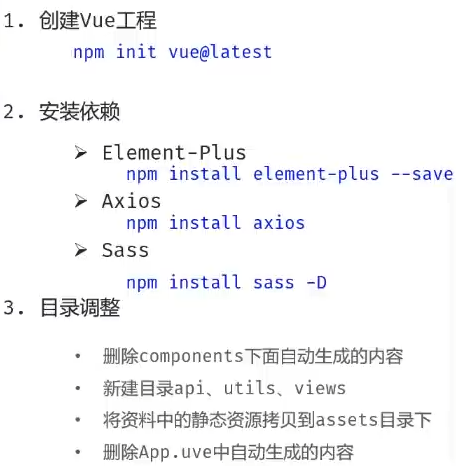 1. 创建Vue工程
npm init vue@latest
2. 安装依赖
➢ Element-Plus
npm install element-plus --save
➢ Axios
npm install axios
➢ Sass
npm install sass -D
3. 目录调整
• 删除components下面自动生成的内容
• 新建目录api、utils、views
• 将资料中的静态资源拷贝到assets目录下
• 删除App.uve中自动生成的内容